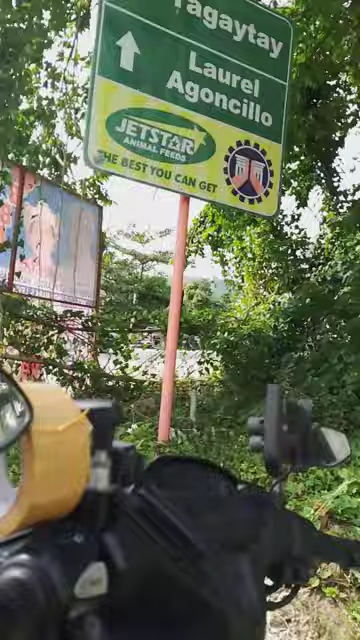 Tagaytay
Laurel
Agoncillo
JETSTAR
ANIMAL FEEDS
THE BEST YOU CAN GET